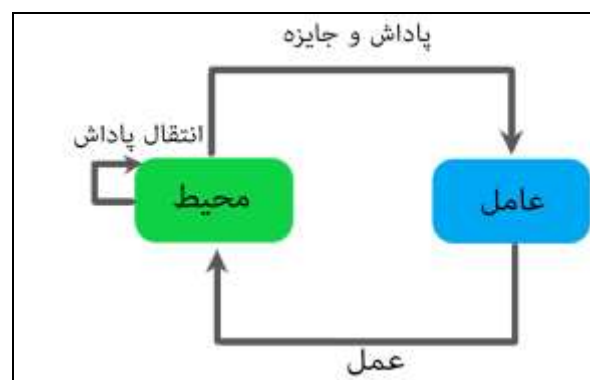 پاداش و جایزه
انتقال پاداش
محیط
عامل
عمل